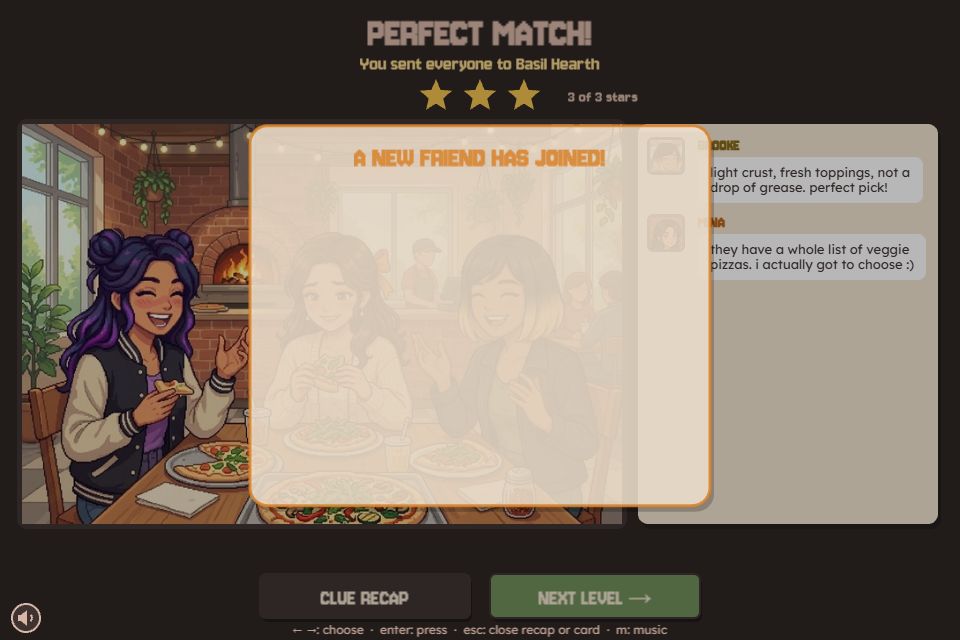 PERFECT MATCH!
You sent everyone to Basil Hearth
3 of 3 stars
A NEW FRIEND HAS JOINED!
light crust, fresh toppings, not a
drop of grease. perfect pick!
they have a whole list of veggie
pizzas. i actually got to choose :)
CLUE RECAP
NEXT LEVEL →
← →: choose · enter: press · esc: close recap or card · m: music